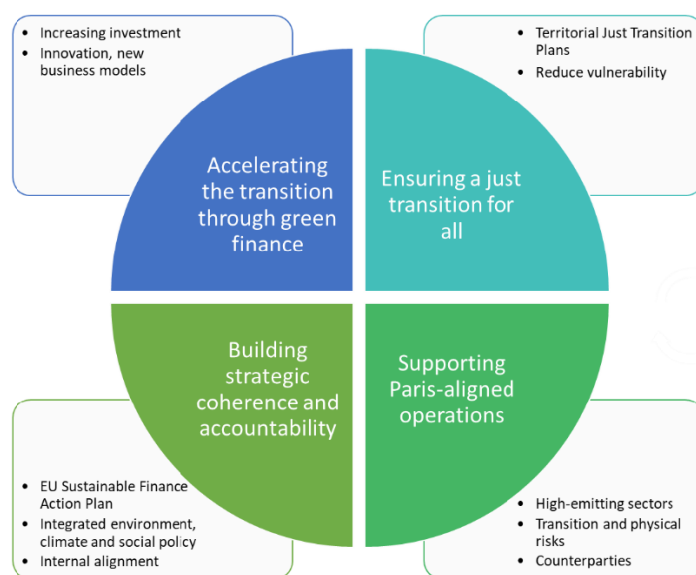 • Increasing investment
• Innovation, new
business models
• Territorial Just Transition
Plans
• Reduce vulnerability
Accelerating
the transition
through green
finance
Ensuring a just
transition for
all
Building
strategic
coherence and
accountability
Supporting
Paris-aligned
operations
• EU Sustainable Finance
Action Plan
• Integrated environment,
climate and social policy
• Internal alignment
• High-emitting sectors
• Transition and physical
risks
• Counterparties